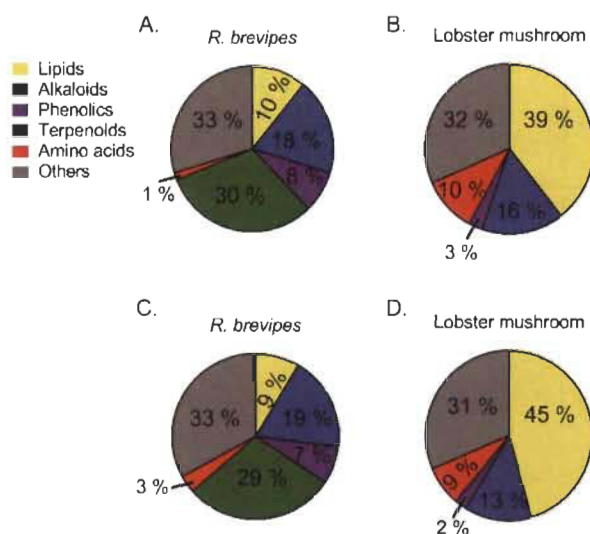 A.
R. brevipes
B.
Lobster mushroom
Lipids
Alkaloids
Phenolics
Terpenoids
Amino acids
Others
10 %
18 %
8 %
30 %
1 %
33 %
39 %
16 %
3 %
10 %
32 %
C.
R. brevipes
D.
Lobster mushroom
9 %
19 %
7 %
29 %
3 %
33 %
45 %
13 %
2 %
9 %
31 %